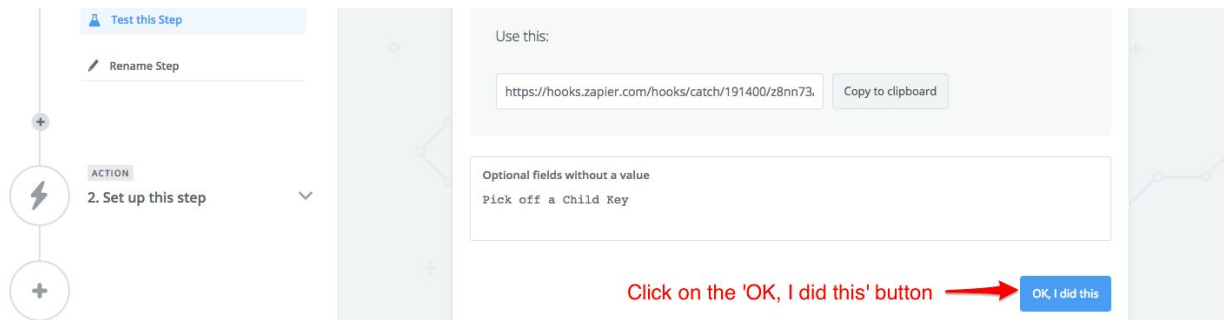 Test this Step
Rename Step
ACTION
2. Set up this step
Use this:
https://hooks.zapier.com/hooks/catch/191400/z8nn73
Copy to clipboard
Optional fields without a value
Pick off a Child Key
Click on the 'OK, I did this' button
OK, I did this